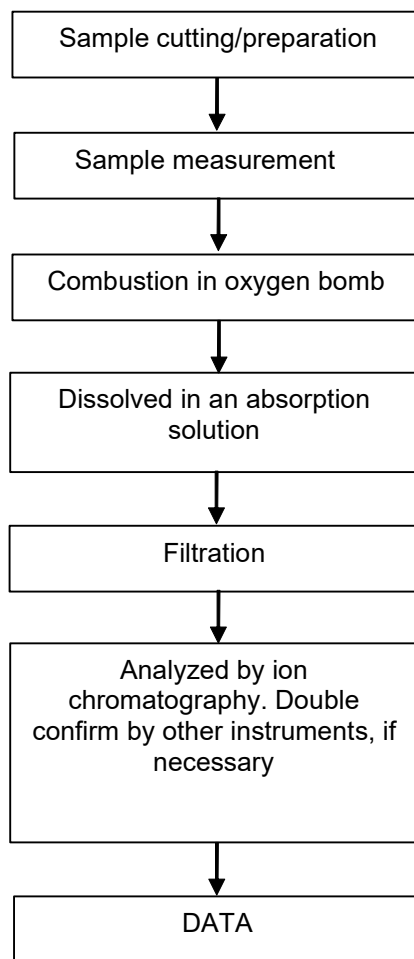 Sample cutting/preparation
Sample measurement
Combustion in oxygen bomb
Dissolved in an absorption
solution
Filtration
Analyzed by ion
chromatography. Double
confirm by other instruments, if
necessary
DATA